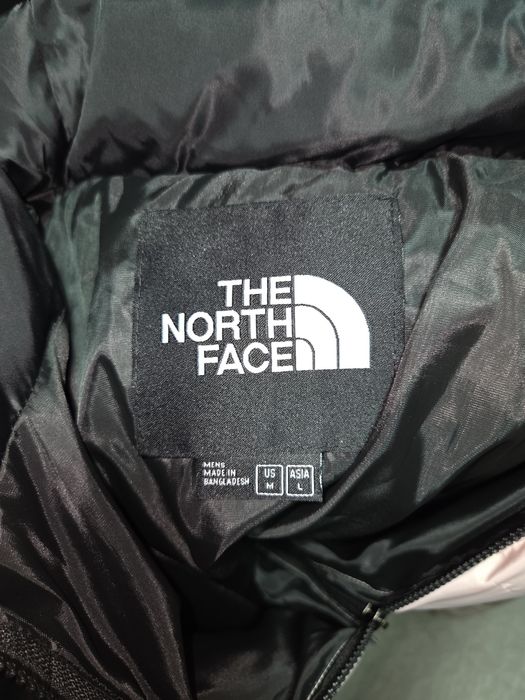 THE
NORTH
FACE
MENS
MADE IN
BANGLADESH
US
M
ASIA
L